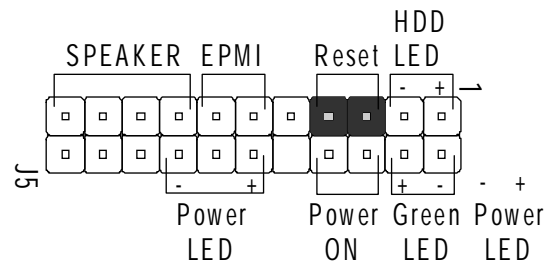 HDD
SPEAKER EPMI Reset LED
- + 1
J5
- + + - - +
Power Power Green Power
LED ON LED LED